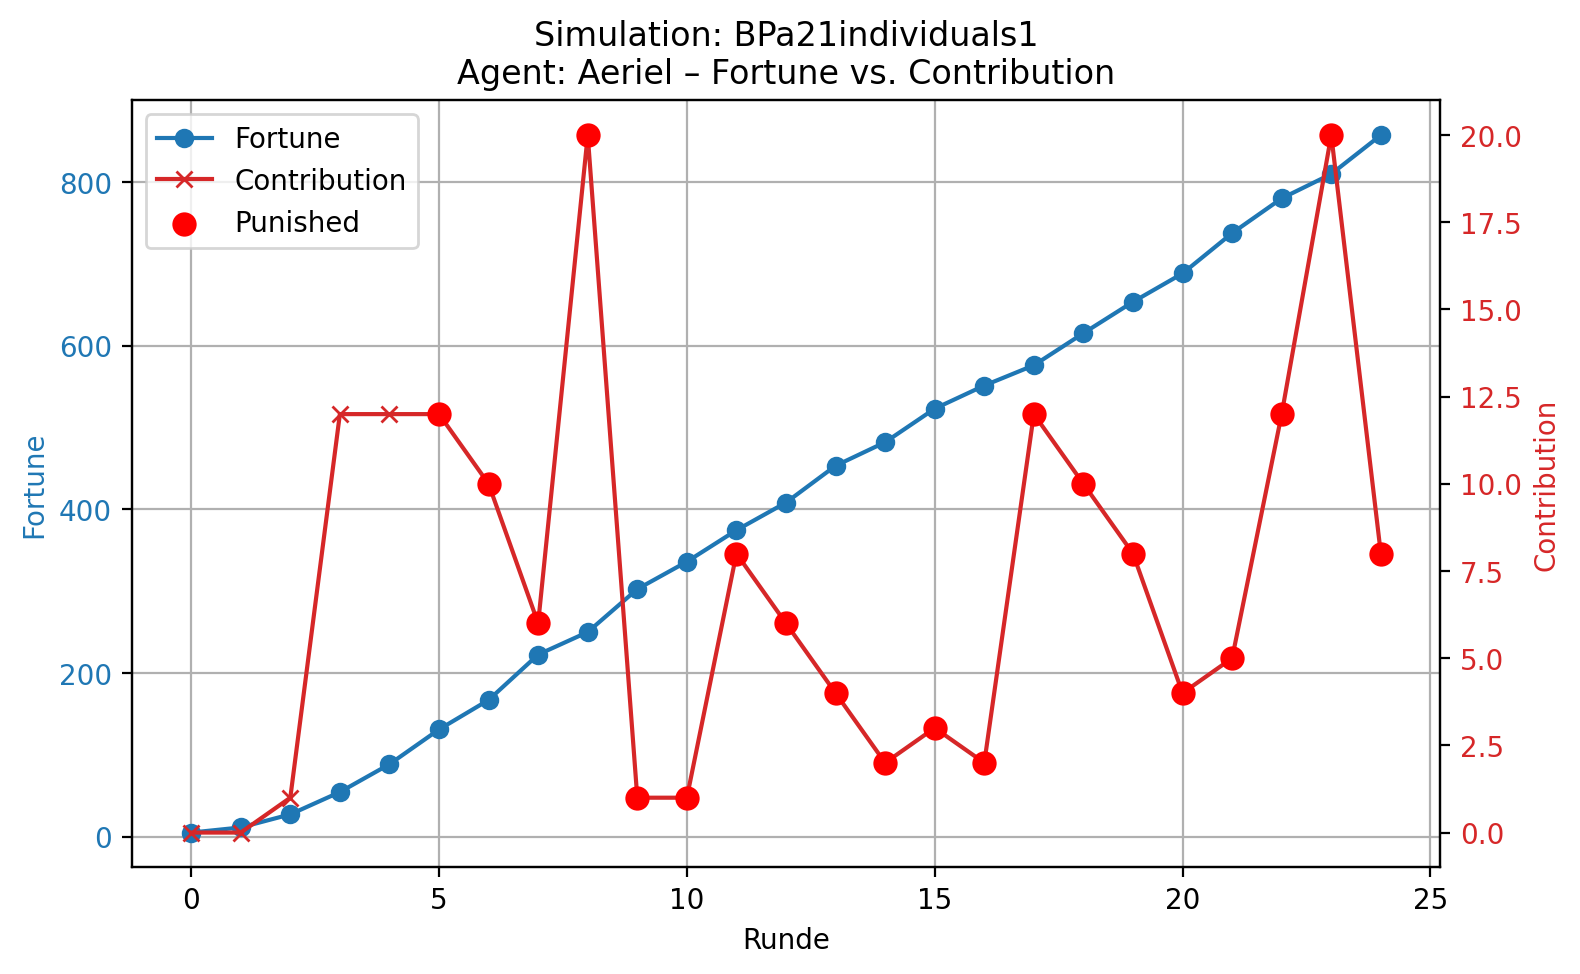 Simulation: BPa21individuals1
Agent: Aeriel – Fortune vs. Contribution
Fortune
Contribution
Punished
800
600
400
200
0
Fortune
20.0
17.5
15.0
12.5
10.0
7.5
5.0
2.5
0.0
Contribution
0 5 10 15 20 25
Runde